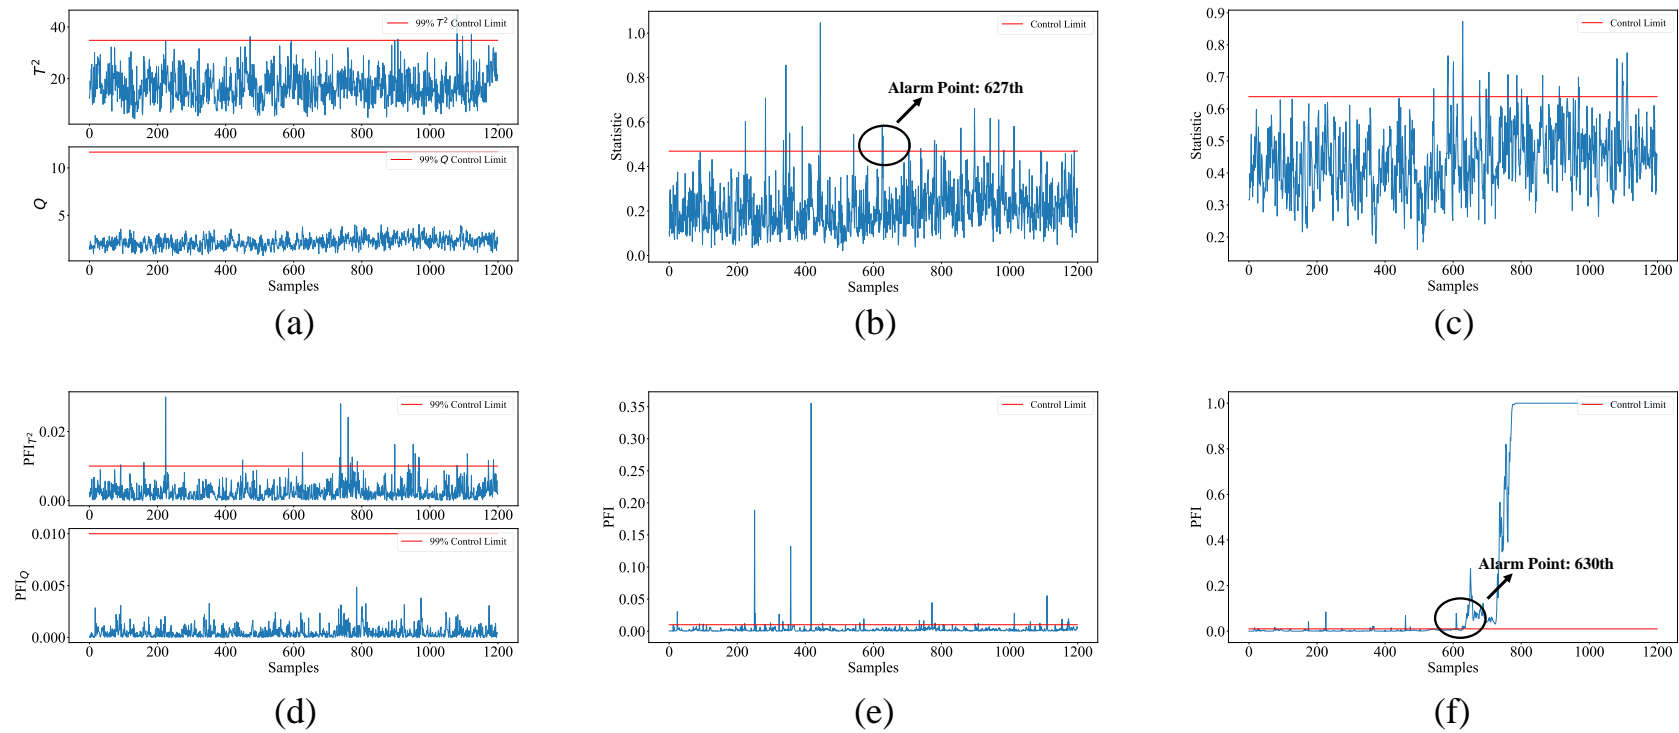 99% T² Control Limit
40
20
T²
0 200 400 600 800 1000 1200
99% Q Control Limit
10
5
Q
0 200 400 600 800 1000 1200
Samples
(a)
Control Limit
1.0
0.8
0.6
0.4
0.2
0.0
Statistic
Alarm Point: 627th
0 200 400 600 800 1000 1200
Samples
(b)
Control Limit
0.9
0.8
0.7
0.6
0.5
0.4
0.3
0.2
Statistic
0 200 400 600 800 1000 1200
Samples
(c)
99% Control Limit
0.02
0.00
PFI_T²
0 200 400 600 800 1000 1200
99% Control Limit
0.010
0.005
0.000
PFI_Q
0 200 400 600 800 1000 1200
Samples
(d)
Control Limit
0.35
0.30
0.25
0.20
0.15
0.10
0.05
0.00
PFI
0 200 400 600 800 1000 1200
Samples
(e)
Control Limit
1.0
0.8
0.6
0.4
0.2
0.0
PFI
Alarm Point: 630th
0 200 400 600 800 1000 1200
Samples
(f)